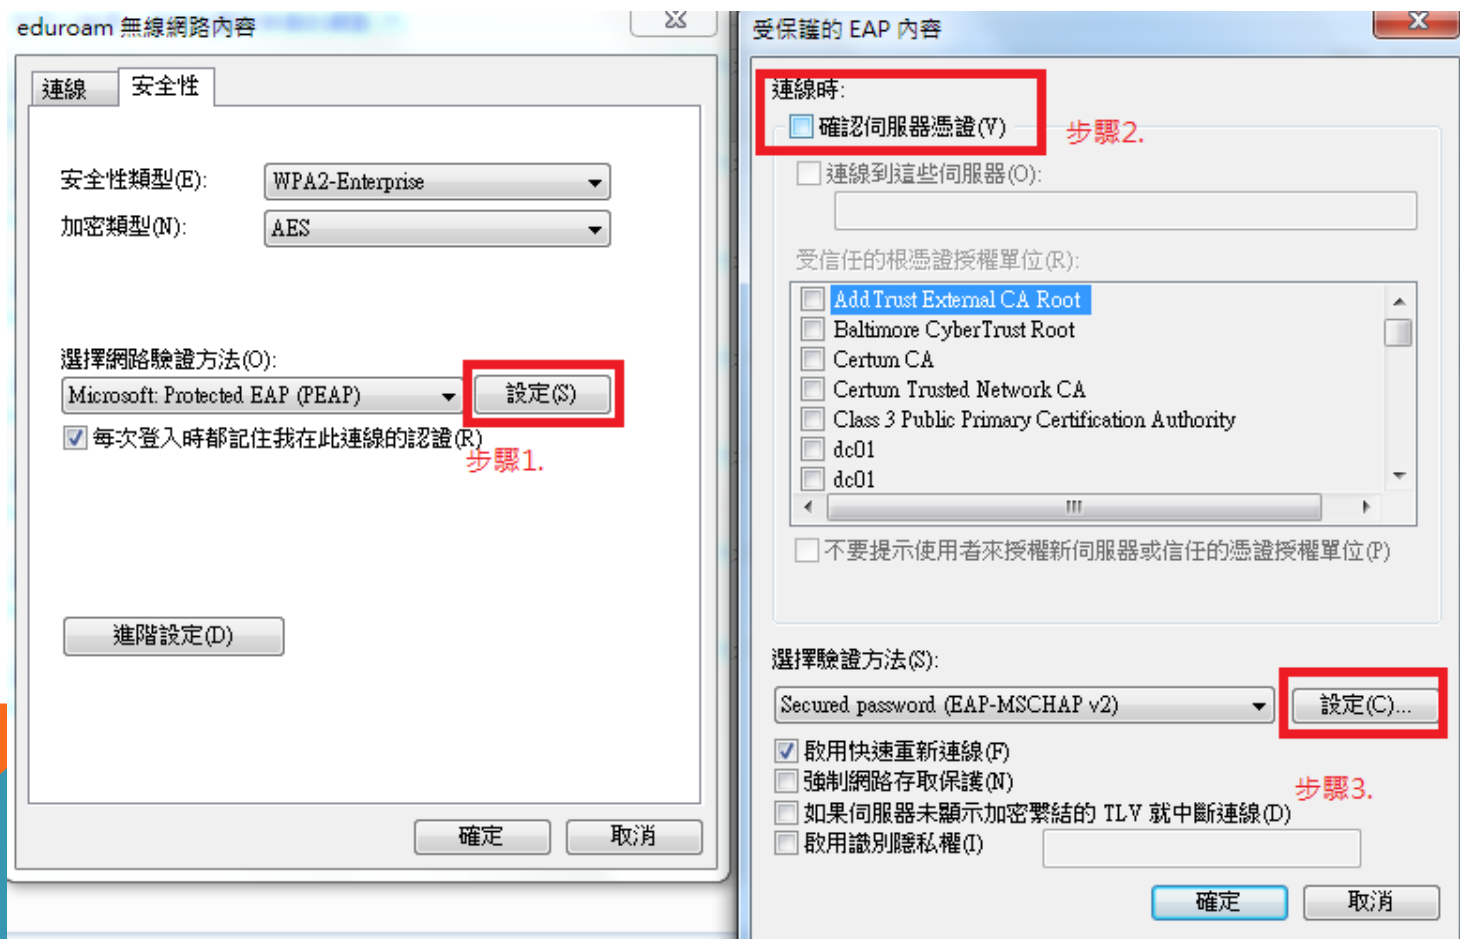 eduroam 無線網路內容
連線
安全性
安全性類型(E):
WPA2-Enterprise
加密類型(N):
AES
選擇網路驗證方法(O):
Microsoft: Protected EAP (PEAP)
設定(S)
每次登入時都記住我在此連線的認證(R)
步驟1.
進階設定(D)
確定
取消
受保護的 EAP 內容
連線時:
確認伺服器憑證(V)
步驟2.
連線到這些伺服器(O):
受信任的根憑證授權單位(R):
AddTrust External CA Root
Baltimore CyberTrust Root
Certum CA
Certum Trusted Network CA
Class 3 Public Primary Certification Authority
dc01
dc01
不要提示使用者來授權新伺服器或信任的憑證授權單位(P)
選擇驗證方法(S):
Secured password (EAP-MSCHAP v2)
設定(C)...
啟用快速重新連線(F)
強制網路存取保護(N)
步驟3.
如果伺服器未顯示加密繫結的 TLV 就中斷連線(D)
啟用識別隱私權(I)
確定
取消